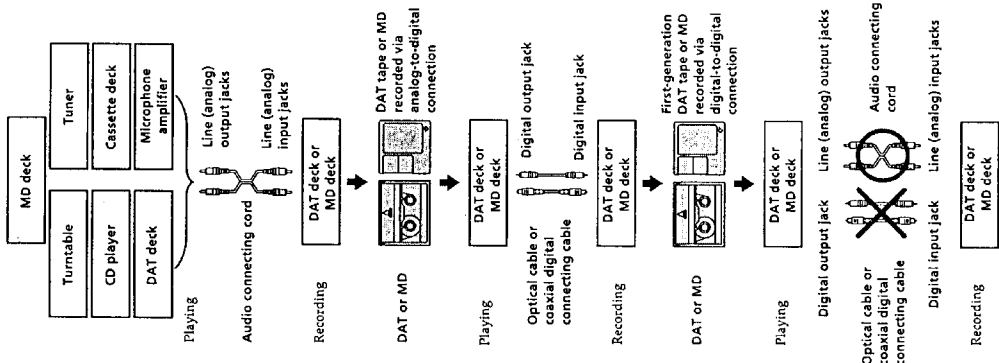 MD deck
Turntable
Tuner
CD player
Cassette deck
DAT deck
Microphone
amplifier
Playing
Line (analog)
output jacks
Audio connecting cord
Line (analog)
input jacks
Recording
DAT deck or
MD deck
DAT or MD
DAT tape or MD
recorded via
analog-to-digital
connection
Playing
DAT deck or
MD deck
Digital output jack
Optical cable or
coaxial digital
connecting cable
Digital input jack
Recording
DAT deck or
MD deck
DAT or MD
First-generation
DAT tape or MD
recorded via
digital-to-digital
connection
Playing
DAT deck or
MD deck
Digital output jack
Line (analog) output jacks
Optical cable or
coaxial digital
connecting cable
Audio connecting
cord
Digital input jack
Line (analog) input jacks
Recording
DAT deck or
MD deck